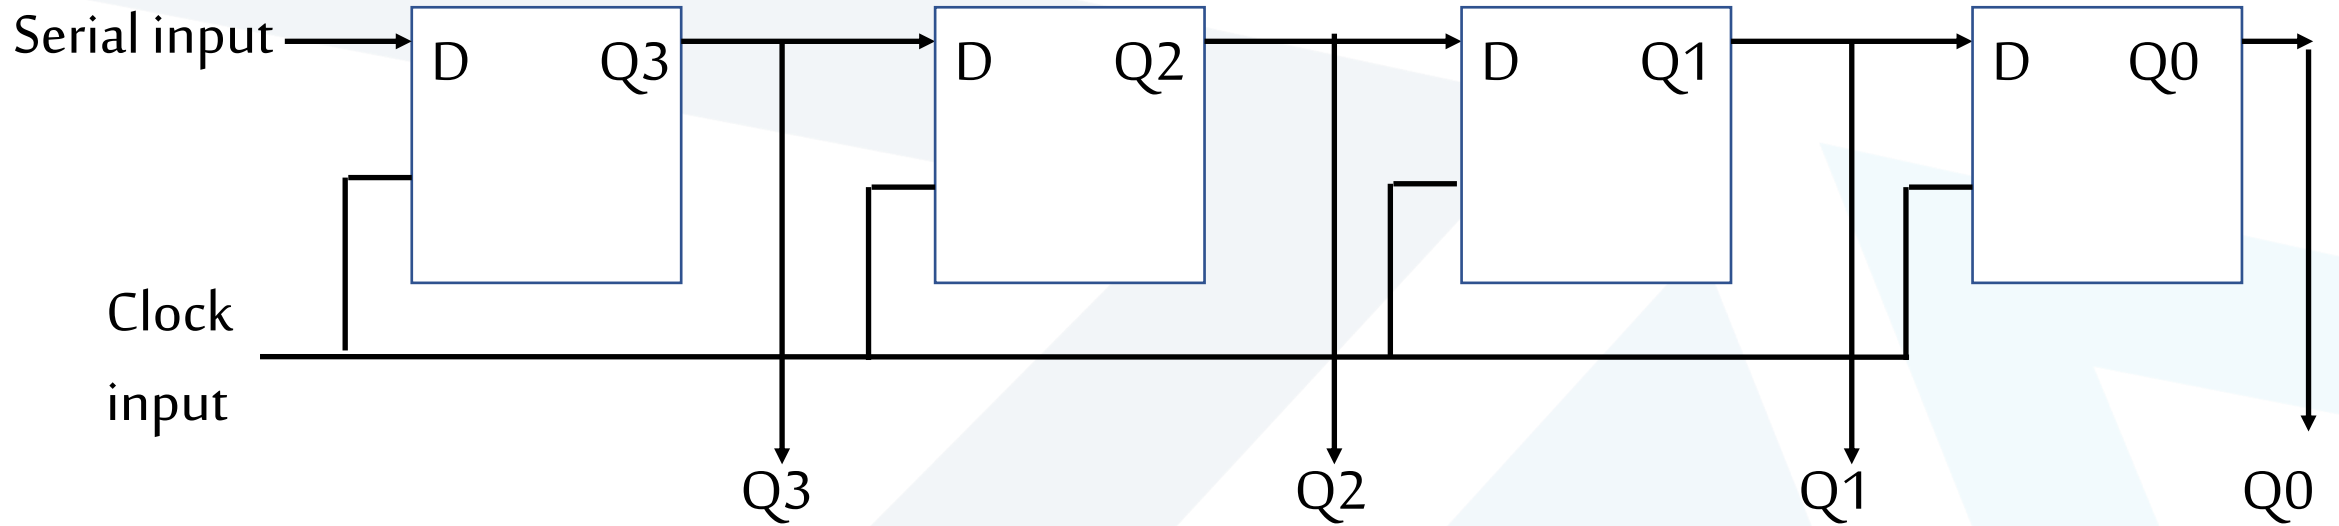 Serial input
D Q3
D Q2
D Q1
D Q0
Clock
input
Q3
Q2
Q1
Q0